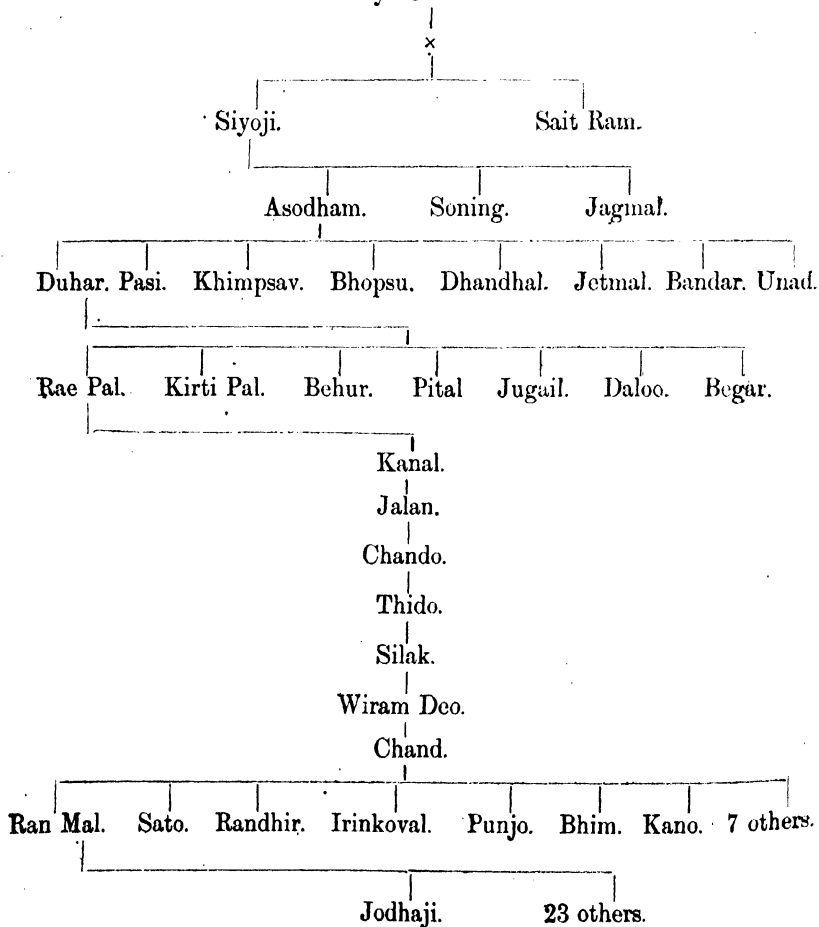 ×
Siyoji. Sait Ram.
Asodham. Soning. Jagmal.
Duhar. Pasi. Khimpsav. Bhopsu. Dhandhal. Jetmal. Bandar. Unad.
Rae Pal. Kirti Pal. Behur. Pital Jugail. Daloo. Begar.
Kanal.
Jalan.
Chando.
Thido.
Silak.
Wiram Deo.
Chand.
Ran Mal. Sato. Randhir. Irinkoval. Punjo. Bhim. Kano. 7 others.
Jodhaji. 23 others.